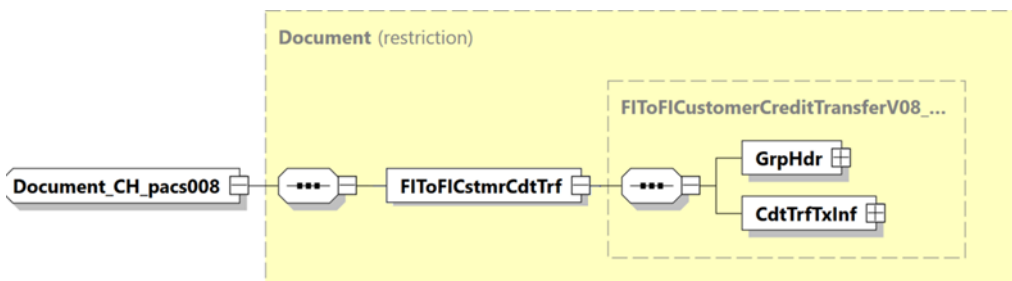 Document (restriction)
FIToFICustomerCreditTransferV08_...
Document_CH_pacs008
FIToFICstmrCdtTrf
GrpHdr
CdtTrfTxInf